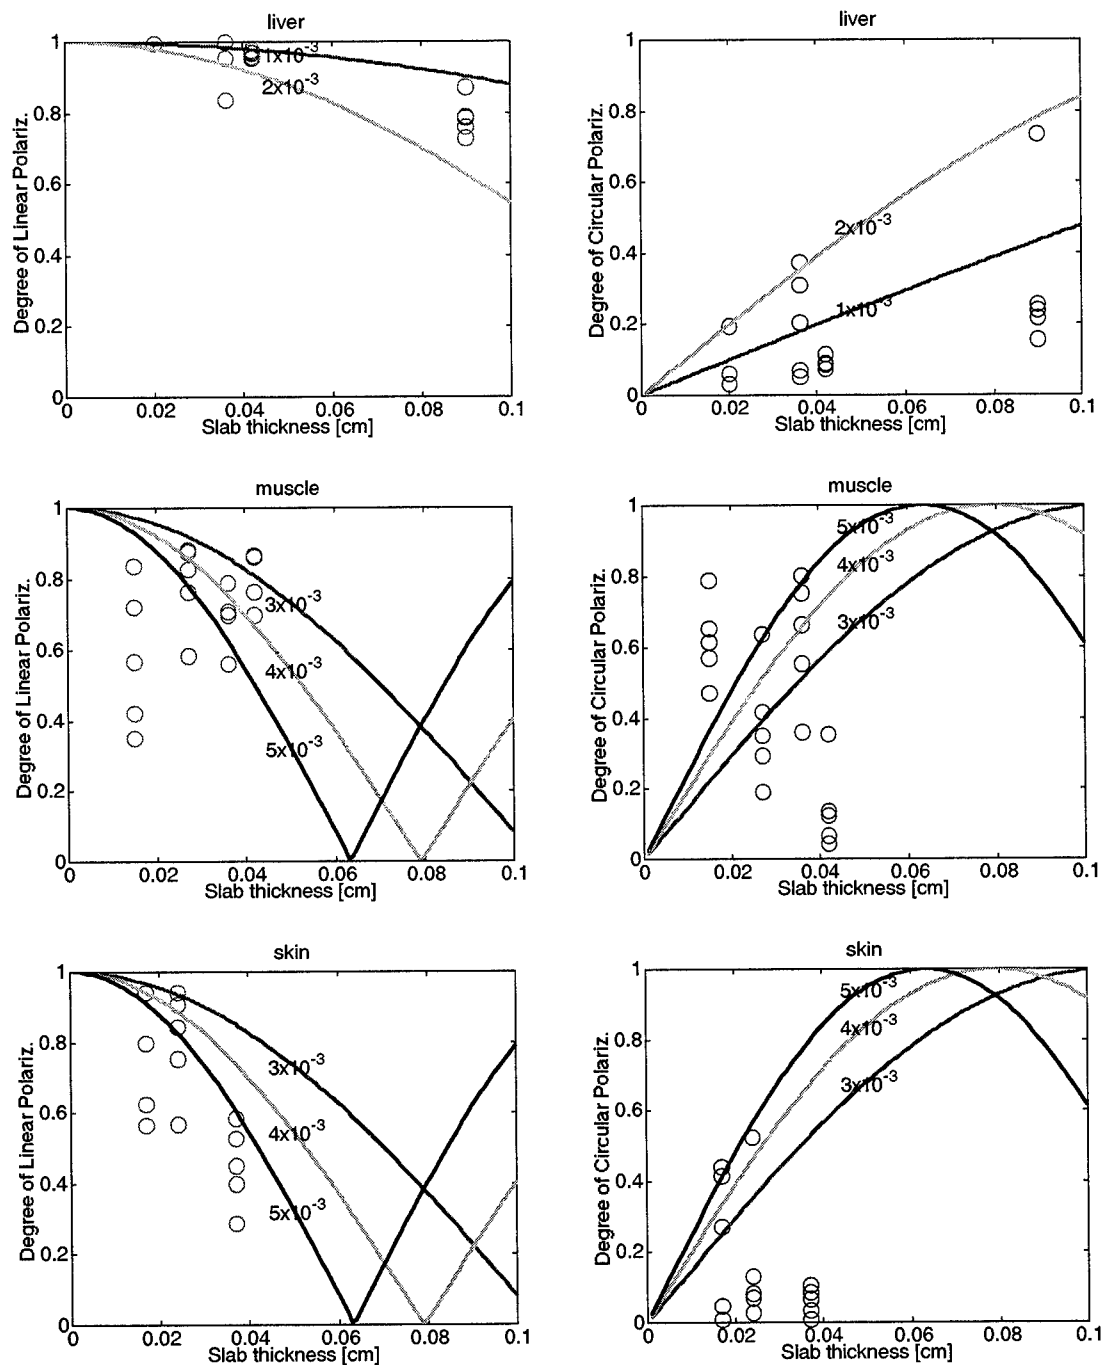 liver
Degree of Linear Polariz.
1
0.8
0.6
0.4
0.2
0
1x10-3
2x10-3
0 0.02 0.04 0.06 0.08 0.1
Slab thickness [cm]
liver
Degree of Circular Polariz.
1
0.8
0.6
0.4
0.2
0
2x10-3
1x10-3
0 0.02 0.04 0.06 0.08 0.1
Slab thickness [cm]
muscle
Degree of Linear Polariz.
1
0.8
0.6
0.4
0.2
0
3x10-3
4x10-3
5x10-3
0 0.02 0.04 0.06 0.08 0.1
Slab thickness [cm]
muscle
Degree of Circular Polariz.
1
0.8
0.6
0.4
0.2
0
5x10-3
4x10-3
3x10-3
0 0.02 0.04 0.06 0.08 0.1
Slab thickness [cm]
skin
Degree of Linear Polariz.
1
0.8
0.6
0.4
0.2
0
3x10-3
4x10-3
5x10-3
0 0.02 0.04 0.06 0.08 0.1
Slab thickness [cm]
skin
Degree of Circular Polariz.
1
0.8
0.6
0.4
0.2
0
5x10-3
4x10-3
3x10-3
0 0.02 0.04 0.06 0.08 0.1
Slab thickness [cm]